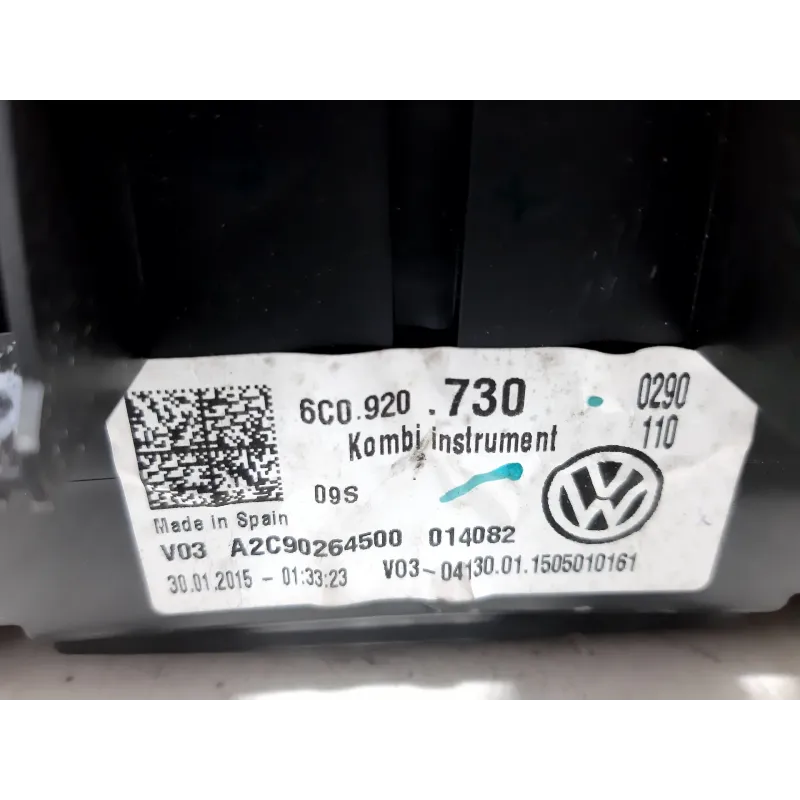 6C0.920 .730 0290
Kombi instrument 110
09S
Made in Spain
V03 A2C90264500 014082
30.01.2015 - 01:33:23 V03-04130.01.1505010161